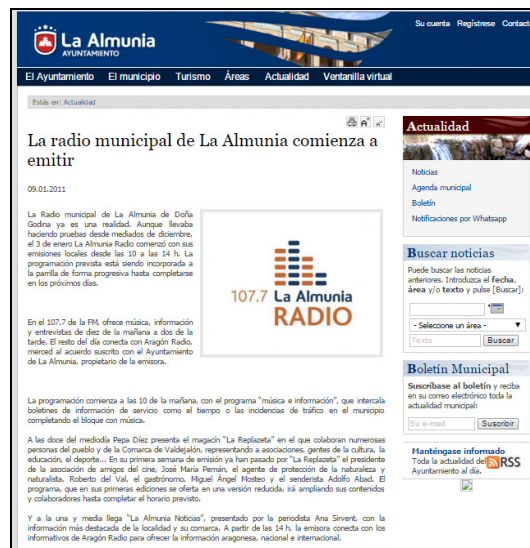 Su cuenta Regístrese Contacto
La Almunia
AYUNTAMIENTO
El Ayuntamiento El municipio Turismo Áreas Actualidad Ventanilla virtual
Estás en: Actualidad
A+ A-
La radio municipal de La Almunia comienza a
emitir
09.01.2011
La Radio municipal de La Almunia de Doña
Godina ya es una realidad. Aunque llevaba
haciendo pruebas desde mediados de diciembre,
el 3 de enero La Almunia Radio comenzó con sus
emisiones locales desde las 10 a las 14 h. La
programación prevista está siendo incorporada a
la parrilla de forma progresiva hasta completarse
en los próximos días.
107.7 La Almunia
RADIO
En el 107.7 de la FM, ofrece música, información
y entrevistas de diez de la mañana a dos de la
tarde. El resto del día conecta con Aragón Radio,
merced al acuerdo suscrito con el Ayuntamiento
de La Almunia, propietario de la emisora.
La programación comienza a las 10 de la mañana, con el programa "música e información", que intercala
boletines de información de servicio como el tiempo o las incidencias de tráfico en el municipio
completando el bloque con música.
A las doce del mediodía Pepa Díez presenta el magacín "La Replazeta" en el que colaboran numerosas
personas del pueblo y de la Comarca de Valdejalón, representando a asociaciones, gentes de la cultura, la
educación, el deporte... En su primera semana de emisión ya han pasado por "La Replazeta" el presidente
de la asociación de amigos del cine, José María Pemán, el agente de protección de la naturaleza y
naturalista, Roberto del Val, el gastrónomo, Miguel Ángel Mosteo y el senderista Adolfo Abad. El
programa, que en sus primeras ediciones se oferta en una versión reducida, irá ampliando sus contenidos
y colaboradores hasta completar el horario previsto.
Y a la una y media llega "La Almunia Noticias", presentado por la periodista Ana Sirvent, con la
información más destacada de la localidad y su comarca. A partir de las 14 h, la emisora conecta con los
informativos de Aragón Radio para ofrecer la información aragonesa, nacional e internacional.
Actualidad
Noticias
Agenda municipal
Boletín
Notificaciones por Whatsapp
Buscar noticias
Puede buscar las noticias
anteriores. Introduzca el fecha,
área y/o texto y pulse [Buscar]:
- Seleccione un área -
Texto Buscar
Boletín Municipal
Suscríbase al boletín y reciba
en su correo electrónico toda la
actualidad municipal:
Su e-mail Suscribir
Manténgase informado
Toda la actualidad del RSS
Ayuntamiento al día.